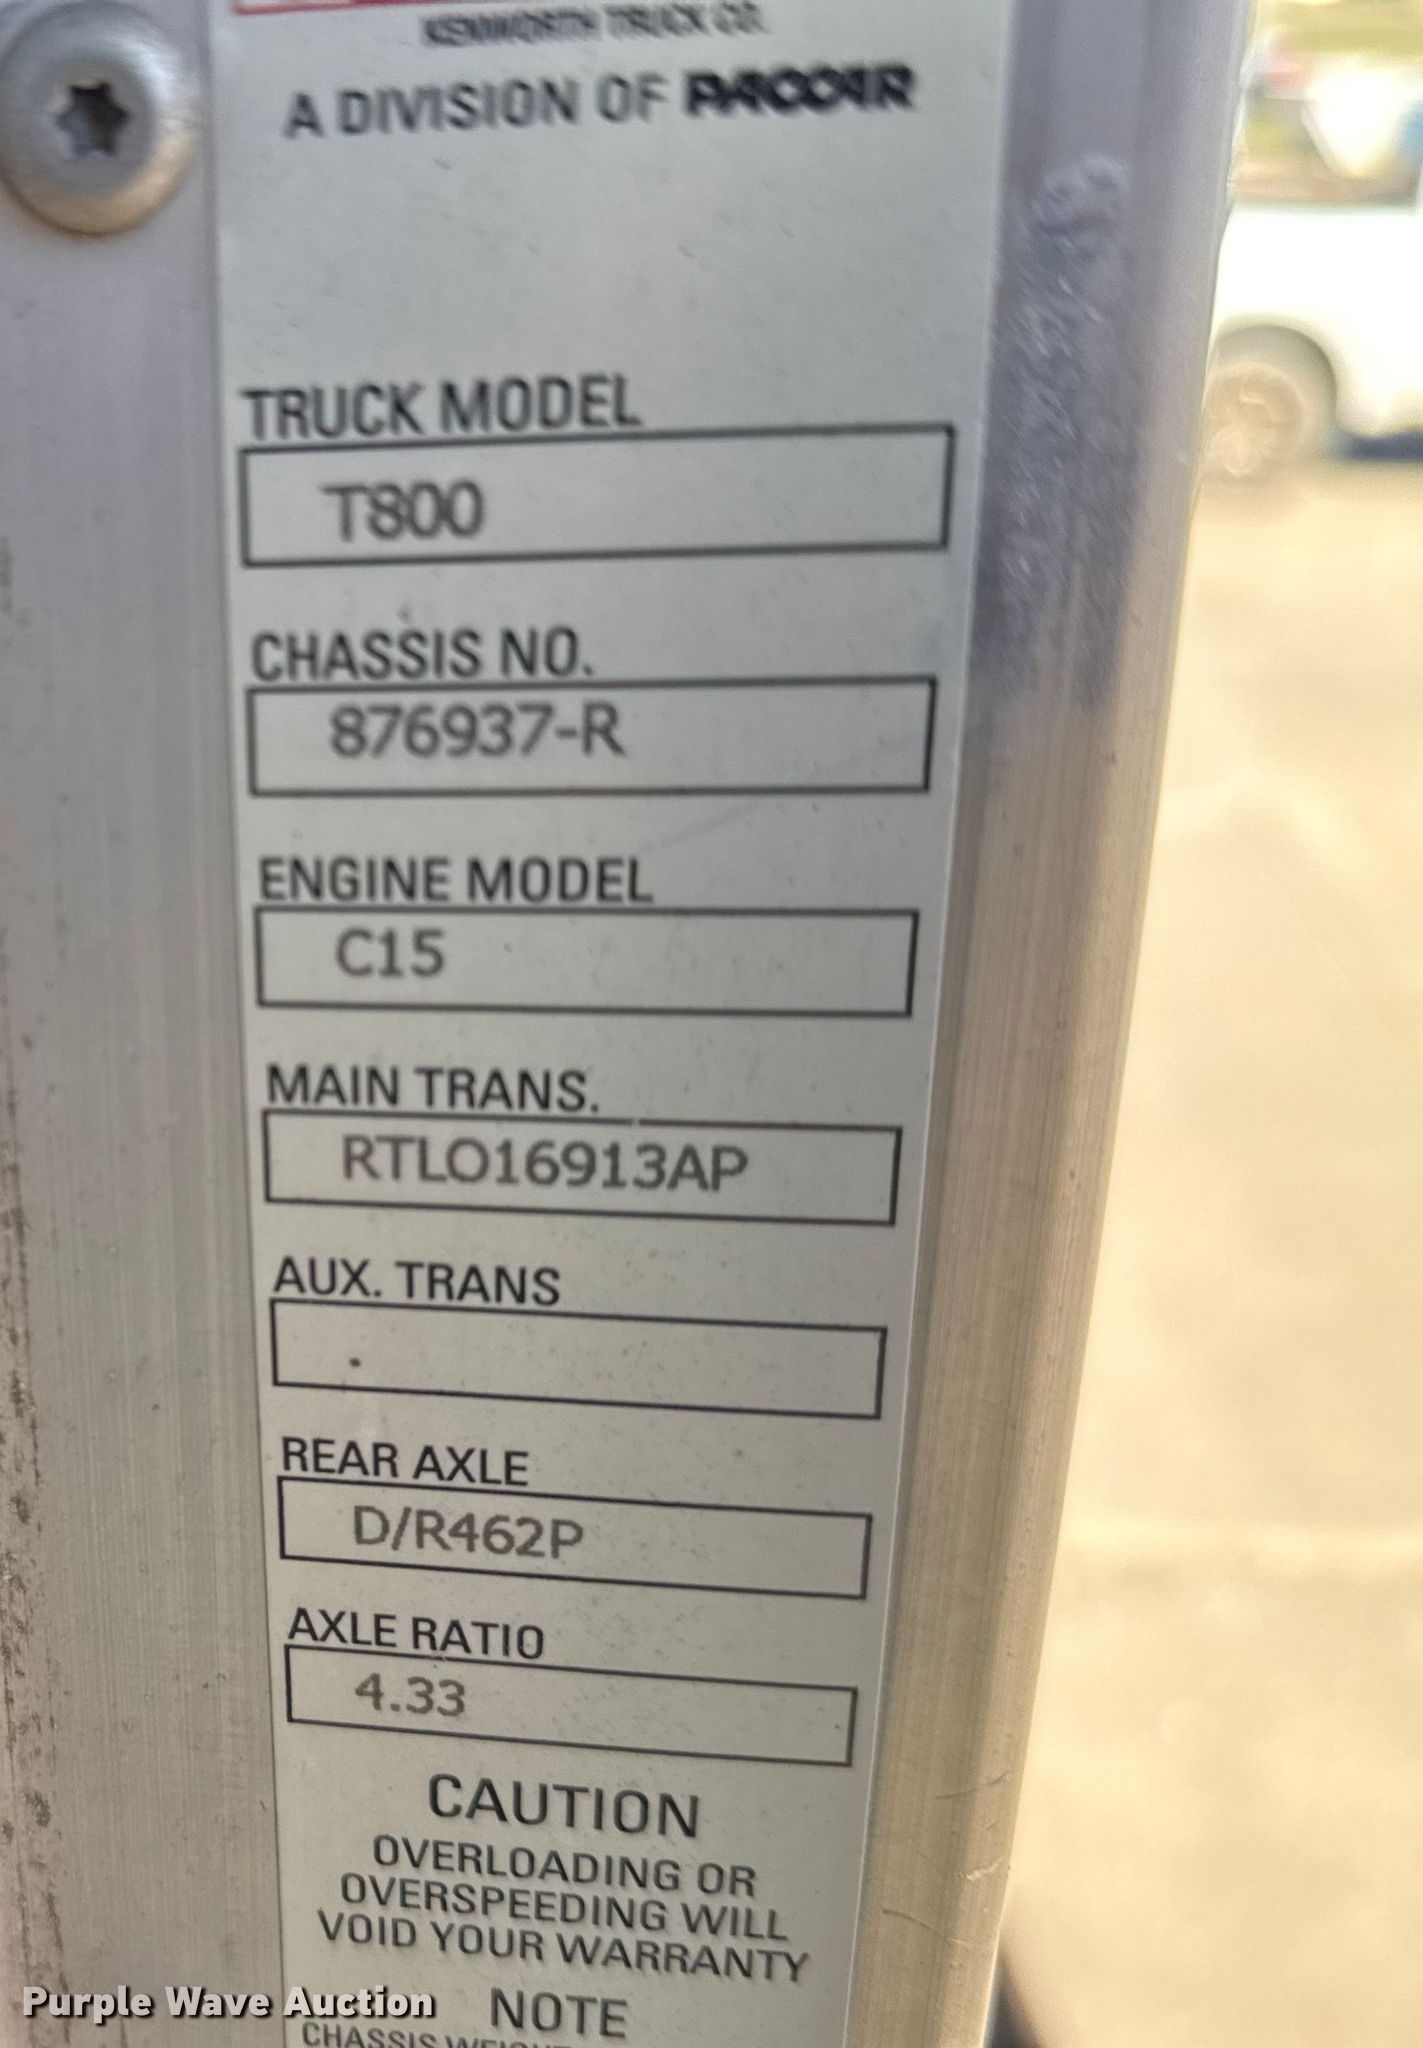 KENWORTH TRUCK CO.
A DIVISION OF PACCAR
TRUCK MODEL
T800
CHASSIS NO.
876937-R
ENGINE MODEL
C15
MAIN TRANS.
RTLO16913AP
AUX. TRANS
.
REAR AXLE
D/R462P
AXLE RATIO
4.33
CAUTION
OVERLOADING OR
OVERSPEEDING WILL
VOID YOUR WARRANTY
NOTE
CHASSIS
Purple Wave Auction